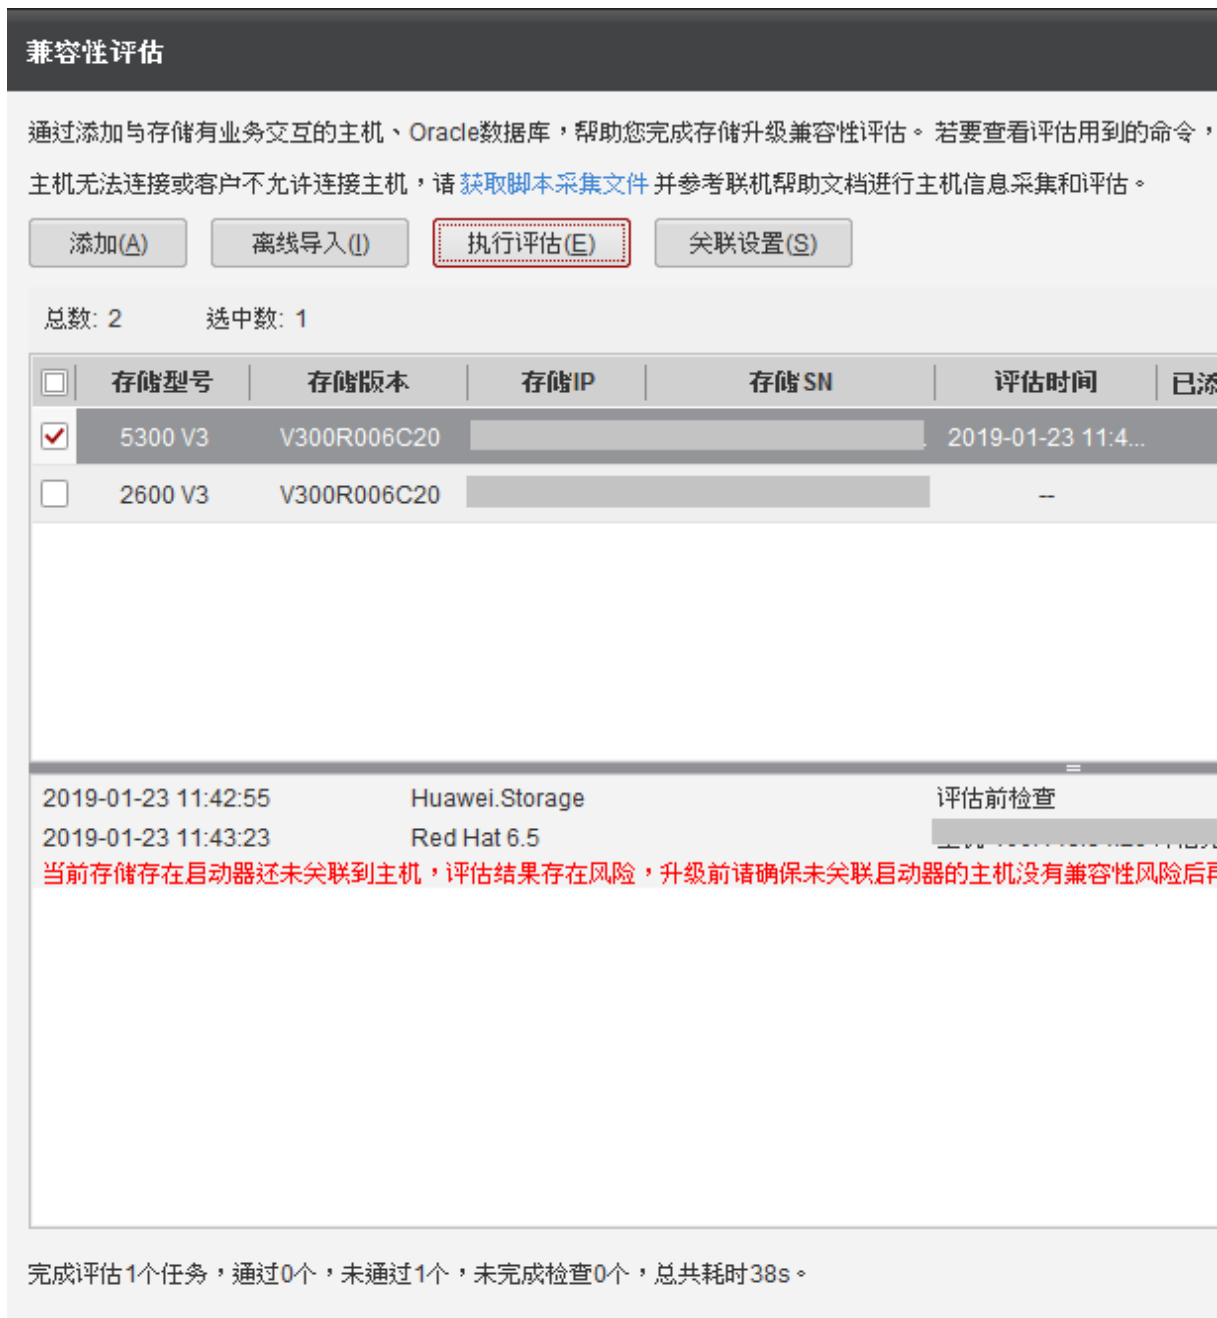 兼容性评估
通过添加与存储有业务交互的主机、Oracle数据库，帮助您完成存储升级兼容性评估。若要查看评估用到的命令，
主机无法连接或客户不允许连接主机，请获取脚本采集文件并参考联机帮助文档进行主机信息采集和评估。
添加(A) 离线导入(I) 执行评估(E) 关联设置(S)
总数: 2 选中数: 1
存储型号 存储版本 存储IP 存储SN 评估时间 已添
5300 V3 V300R006C20 2019-01-23 11:4...
2600 V3 V300R006C20 --
2019-01-23 11:42:55 Huawei.Storage 评估前检查
2019-01-23 11:43:23 Red Hat 6.5
当前存储存在启动器还未关联到主机，评估结果存在风险，升级前请确保未关联启动器的主机没有兼容性风险后再
完成评估1个任务，通过0个，未通过1个，未完成检查0个，总共耗时38s。